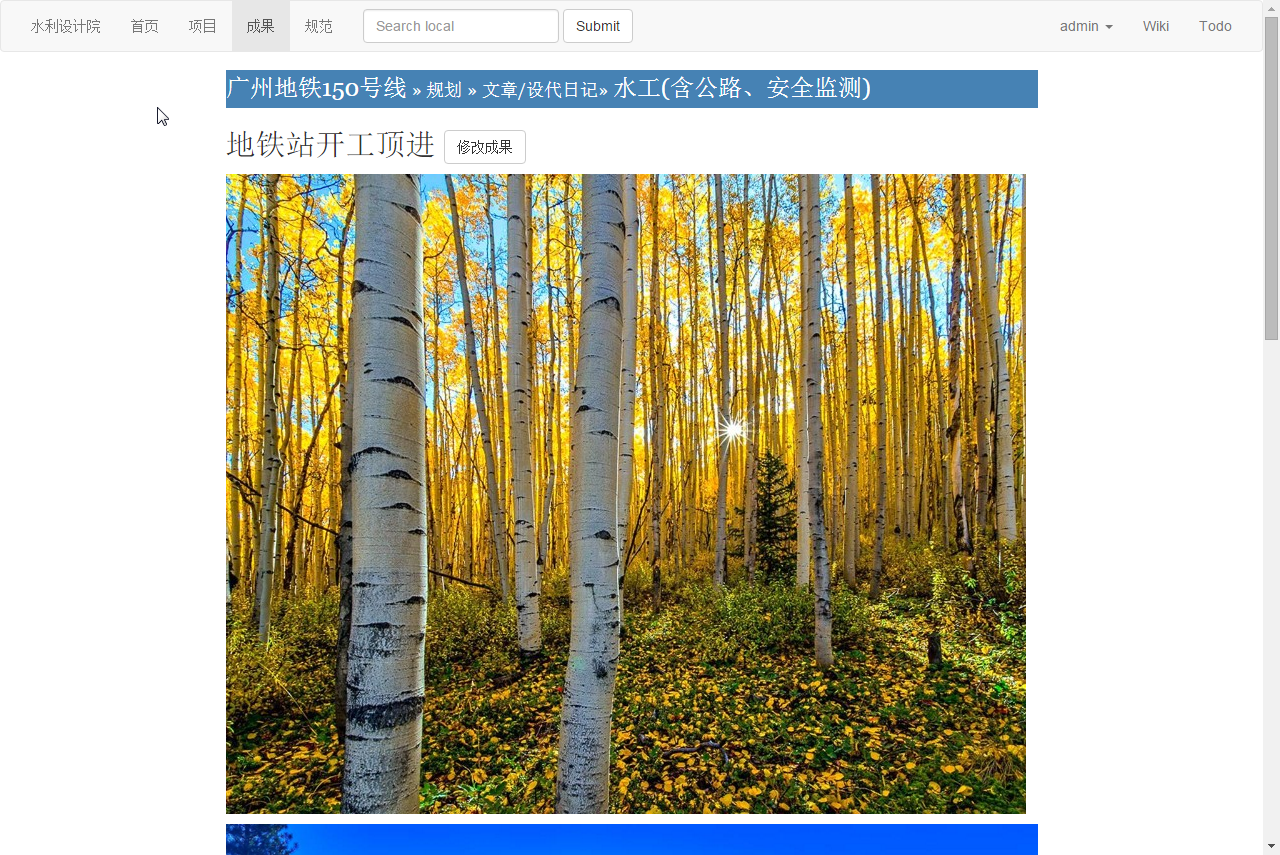 水利设计院 首页 项目 成果 规范 Search local Submit admin Wiki Todo
广州地铁150号线 » 规划 » 文章/设代日记» 水工(含公路、安全监测)
地铁站开工顶进 修改成果